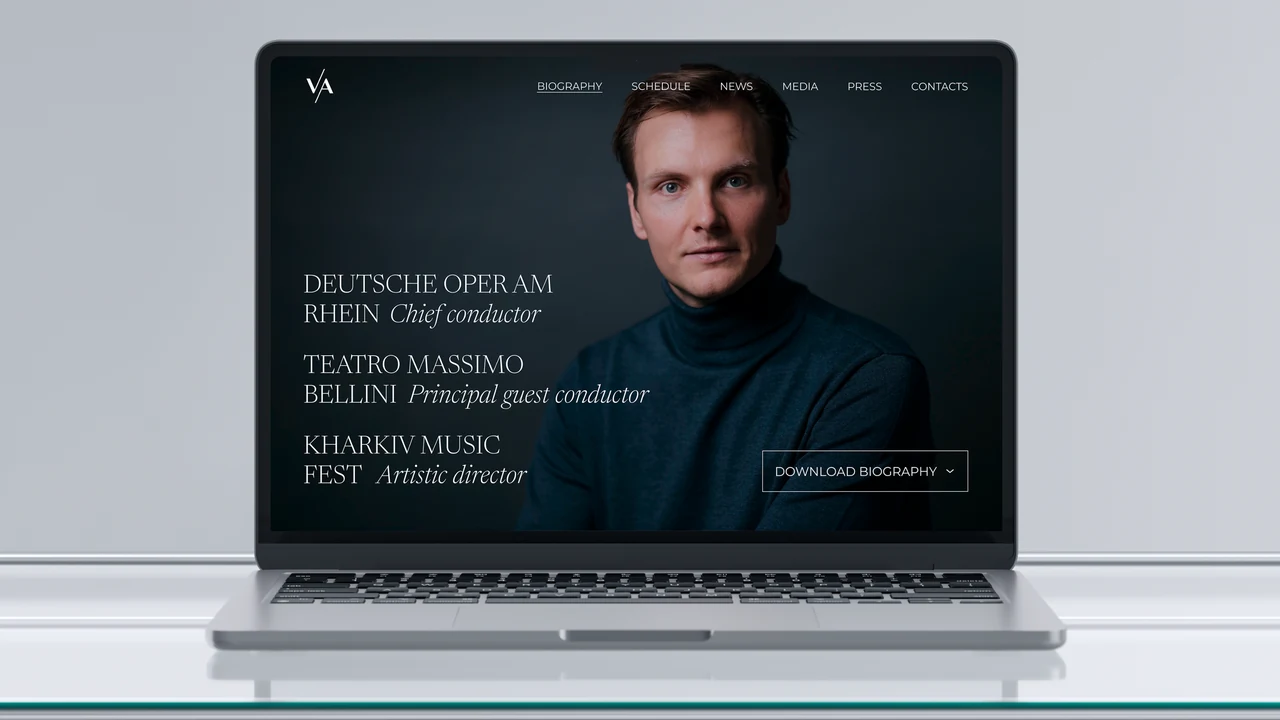 VA
BIOGRAPHY SCHEDULE NEWS MEDIA PRESS CONTACTS
DEUTSCHE OPER AM
RHEIN Chief conductor
TEATRO MASSIMO
BELLINI Principal guest conductor
KHARKIV MUSIC
FEST Artistic director
DOWNLOAD BIOGRAPHY